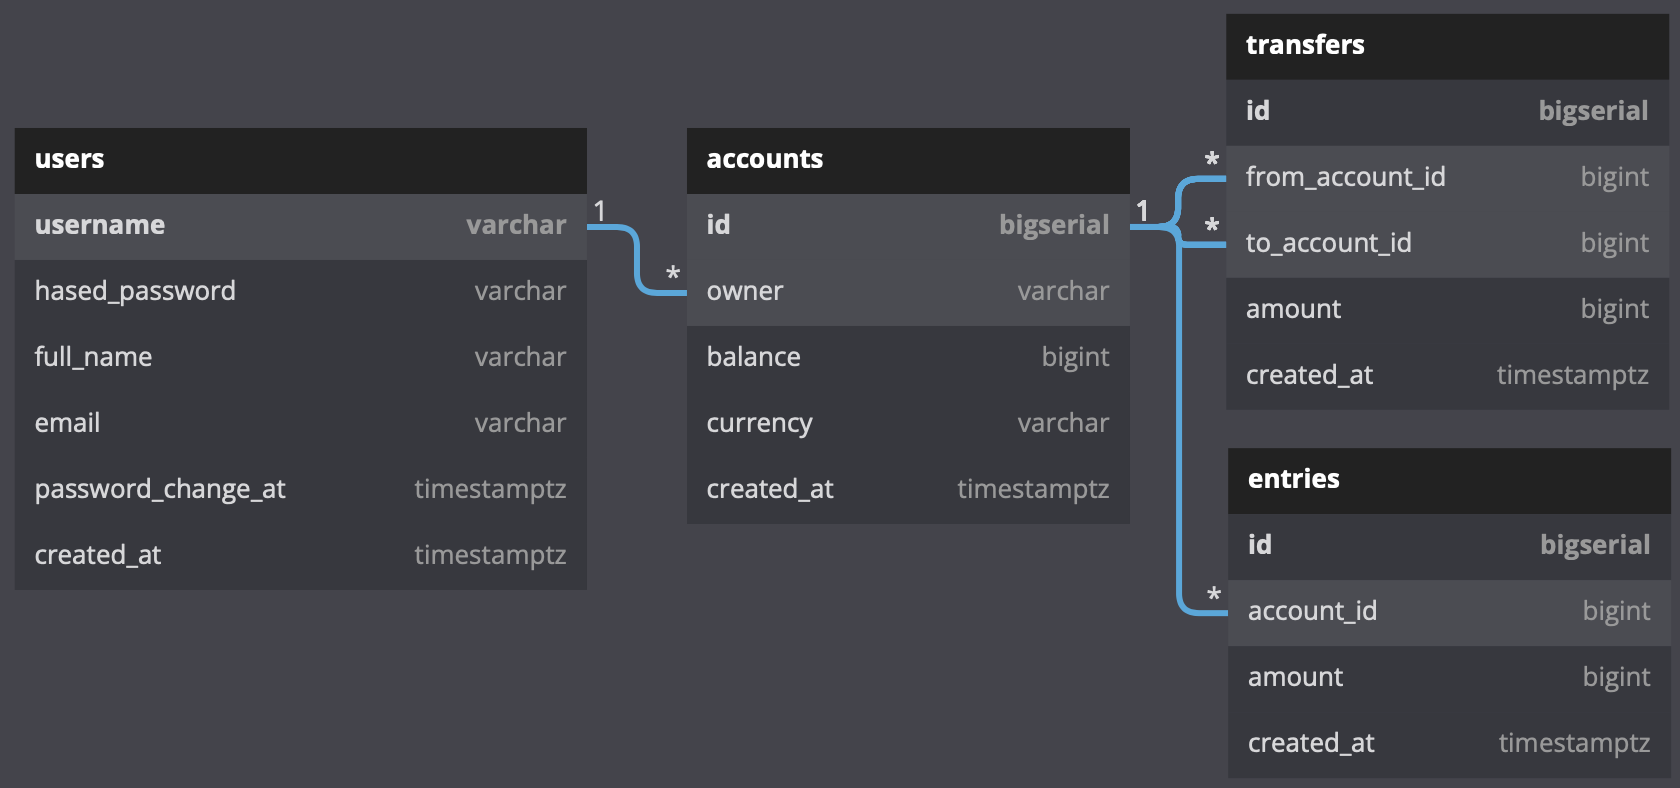 users
username varchar
hased_password varchar
full_name varchar
email varchar
password_change_at timestamptz
created_at timestamptz
1
*
accounts
id bigserial
owner varchar
balance bigint
currency varchar
created_at timestamptz
1
*
*
*
transfers
id bigserial
from_account_id bigint
to_account_id bigint
amount bigint
created_at timestamptz
entries
id bigserial
account_id bigint
amount bigint
created_at timestamptz